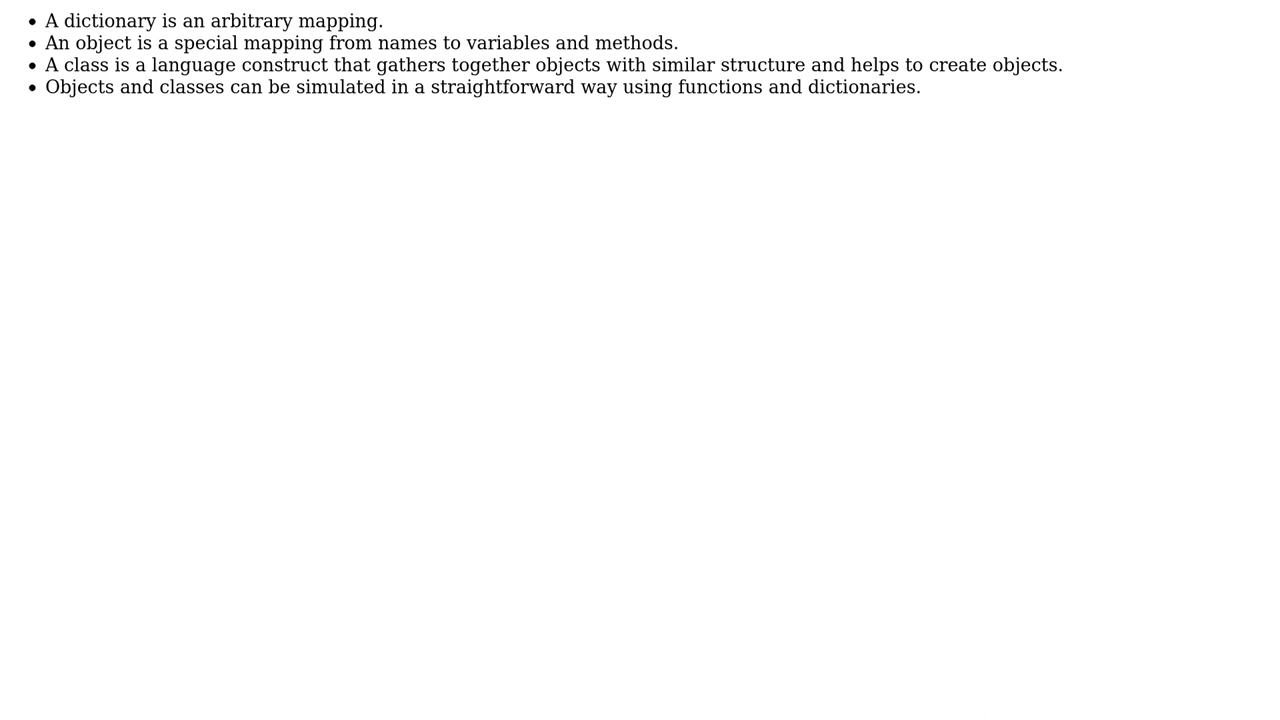 • A dictionary is an arbitrary mapping.
• An object is a special mapping from names to variables and methods.
• A class is a language construct that gathers together objects with similar structure and helps to create objects.
• Objects and classes can be simulated in a straightforward way using functions and dictionaries.